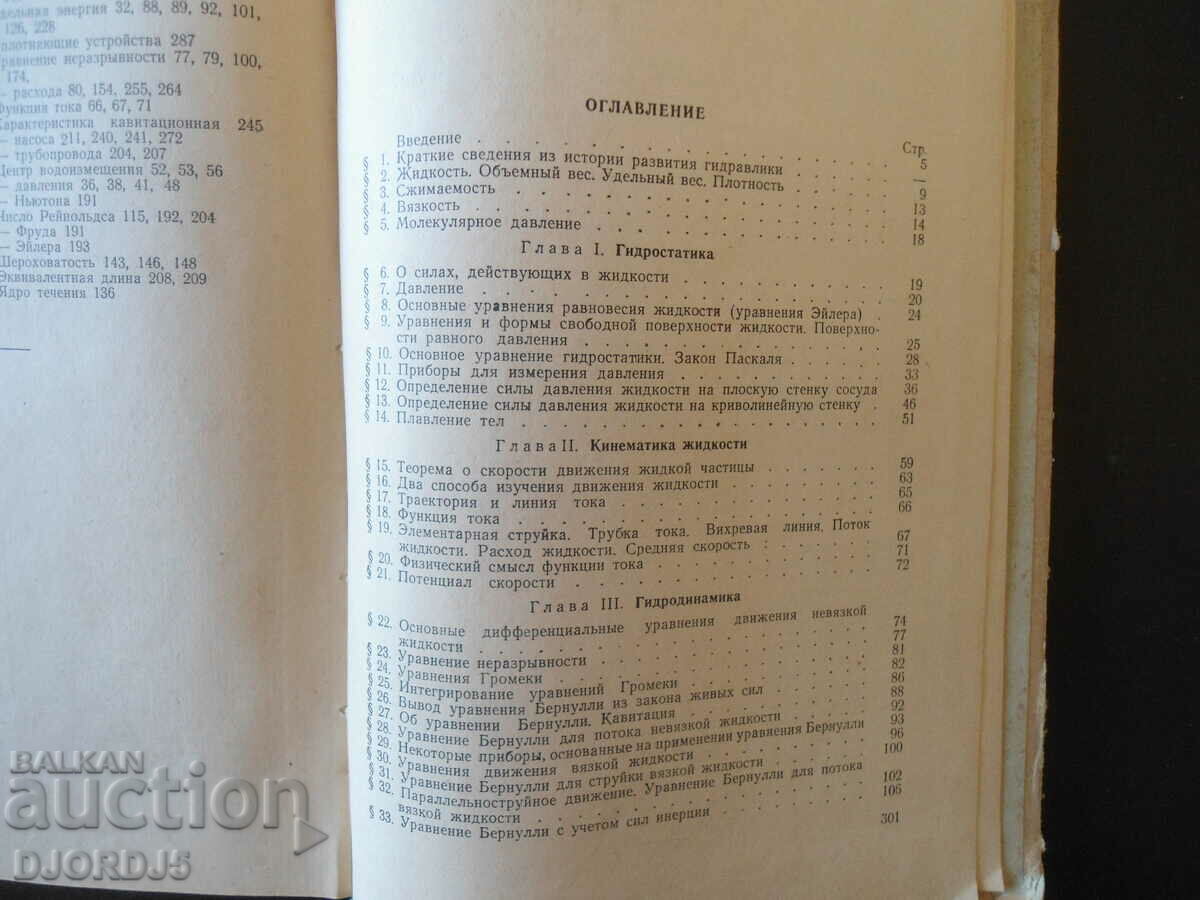 дельная энергия 32, 88, 89, 92, 101,
126, 228
плотняющие устройства 287
равнение неразрывности 77, 79, 100,
174,
— расхода 80, 154, 255, 264
Функция тока 66, 67, 71
Характеристика кавитационная 245
— насоса 211, 240, 241, 272
— трубопровода 204, 207
Центр водоизмещения 52, 53, 56
— давления 36, 38, 41, 48
— Ньютона 191
Число Рейнольдса 115, 192, 204
— Фруда 191
— Эйлера 193
Шероховатость 143, 146, 148
Эквивалентная длина 208, 209
Ядро течения 136
ОГЛАВЛЕНИЕ
Стр.
Введение . . . . . . . . . . 5
§ 1. Краткие сведения из истории развития гидравлики . . . —
§ 2. Жидкость. Объемный вес. Удельный вес. Плотность . . . 9
§ 3. Сжимаемость . . . . . . . . . . 13
§ 4. Вязкость . . . . . . . . . . 14
§ 5. Молекулярное давление . . . . . . . . 18
Глава I. Гидростатика
§ 6. О силах, действующих в жидкости . . . . . . 19
§ 7. Давление . . . . . . . . . . 20
§ 8. Основные уравнения равновесия жидкости (уравнения Эйлера) . 24
§ 9. Уравнения и формы свободной поверхности жидкости. Поверхно-
сти равного давления . . . . . . . . 25
§ 10. Основное уравнение гидростатики. Закон Паскаля . . . 28
§ 11. Приборы для измерения давления . . . . . . 33
§ 12. Определение силы давления жидкости на плоскую стенку сосуда 36
§ 13. Определение силы давления жидкости на криволинейную стенку . 46
§ 14. Плавление тел . . . . . . . . . . 51
Глава II. Кинематика жидкости
§ 15. Теорема о скорости движения жидкой частицы . . . . 59
§ 16. Два способа изучения движения жидкости . . . . . 63
§ 17. Траектория и линия тока . . . . . . . . 65
§ 18. Функция тока . . . . . . . . . . 66
§ 19. Элементарная струйка. Трубка тока. Вихревая линия. Поток
жидкости. Расход жидкости. Средняя скорость . . . . 67
§ 20. Физический смысл функции тока . . . . . . 71
§ 21. Потенциал скорости . . . . . . . . 72
Глава III. Гидродинамика
§ 22. Основные дифференциальные уравнения движения невязкой
жидкости . . . . . . . . . . 74
§ 23. Уравнение неразрывности . . . . . . . . 77
§ 24. Уравнения Громеки . . . . . . . . 81
§ 25. Интегрирование уравнений Громеки . . . . . . 82
§ 26. Вывод уравнения Бернулли из закона живых сил . . . . 86
§ 27. Об уравнении Бернулли. Кавитация . . . . . . 88
§ 28. Уравнение Бернулли для потока невязкой жидкости . . . 92
§ 29. Некоторые приборы, основанные на применении уравнения Бернулли 93
§ 30. Уравнения движения вязкой жидкости . . . . . . 96
§ 31. Уравнение Бернулли для струйки вязкой жидкости . . . 100
§ 32. Параллельноструйное движение. Уравнение Бернулли для потока
вязкой жидкости . . . . . . . . . . 102
§ 33. Уравнение Бернулли с учетом сил инерции . . . . 106
301
BALKAN
auction
DJORDJ5